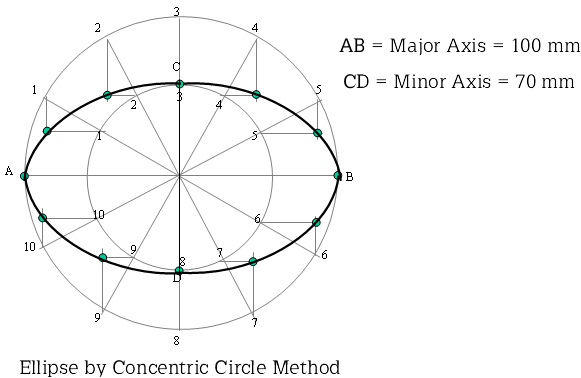 3
2
4
AB = Major Axis = 100 mm
C
CD = Minor Axis = 70 mm
1
5
2
3
4
1
5
A
B
10
6
9
7
10
8
6
D
9
7
8
Ellipse by Concentric Circle Method